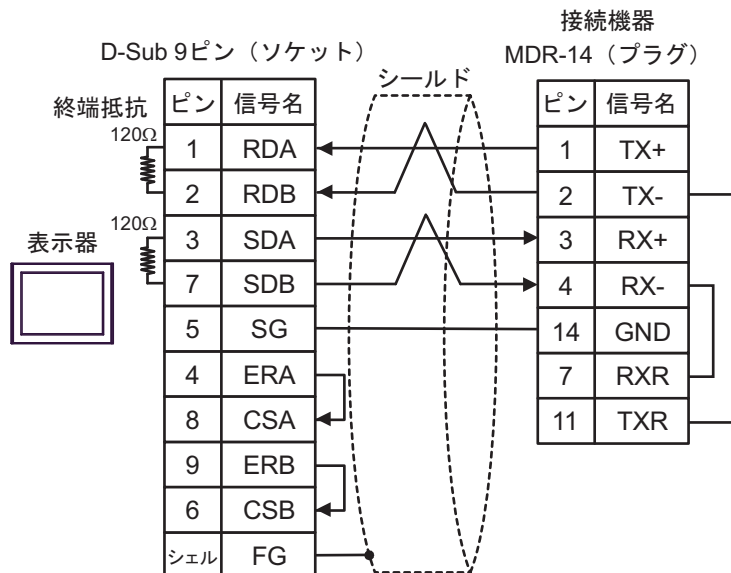 接続機器
D-Sub 9ピン（ソケット）
MDR-14（プラグ）
シールド
終端抵抗
ピン 信号名
1 RDA
2 RDB
3 SDA
7 SDB
5 SG
4 ERA
8 CSA
9 ERB
6 CSB
シェル FG
120Ω
120Ω
表示器
ピン 信号名
1 TX+
2 TX-
3 RX+
4 RX-
14 GND
7 RXR
11 TXR